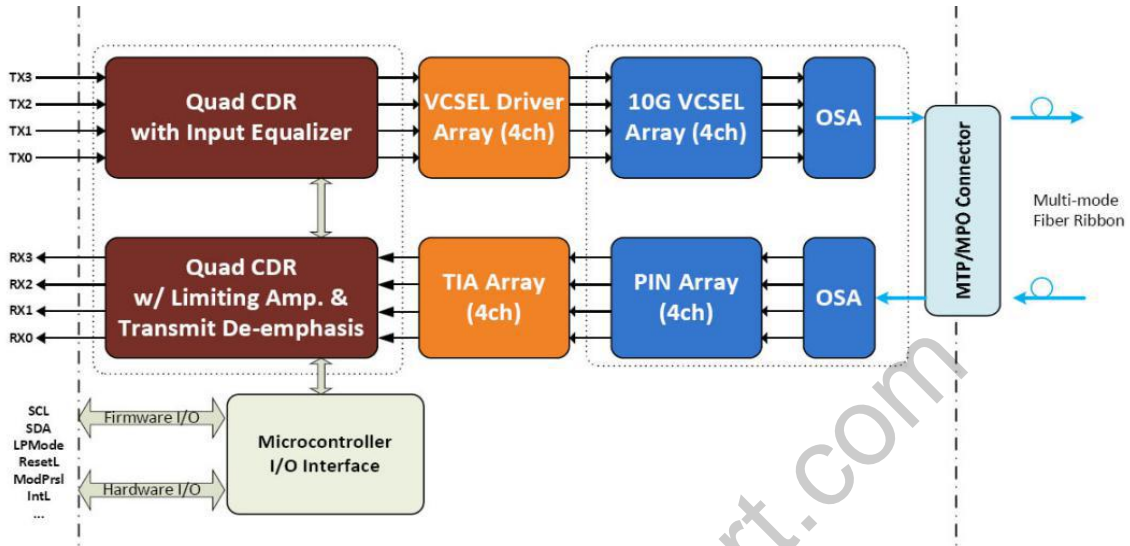 TX3
TX2
TX1
TX0
Quad CDR
with Input Equalizer
VCSEL Driver
Array (4ch)
10G VCSEL
Array (4ch)
OSA
MTP/MPO Connector
Multi-mode
Fiber Ribbon
RX3
RX2
RX1
RX0
Quad CDR
w/ Limiting Amp. &
Transmit De-emphasis
TIA Array
(4ch)
PIN Array
(4ch)
OSA
SCL
SDA
LPMode
ResetL
ModPrsl
IntL
...
Firmware I/O
Hardware I/O
Microcontroller
I/O Interface
rt.com